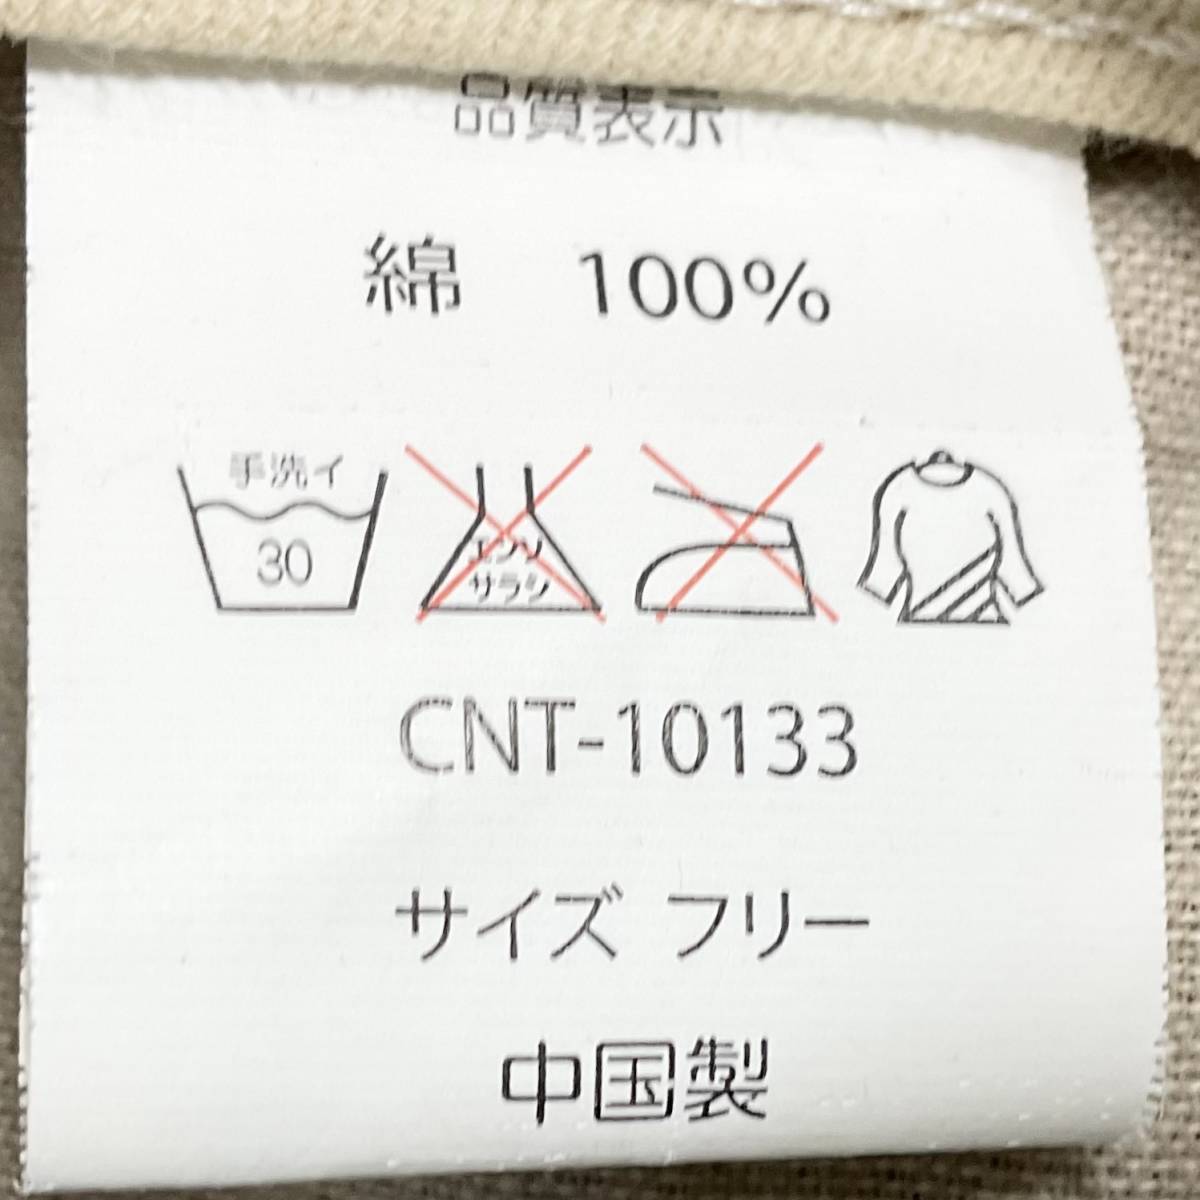 品質表示
綿 100%
手洗イ
30
エンソ
サラシ
CNT-10133
サイズ フリー
中国製